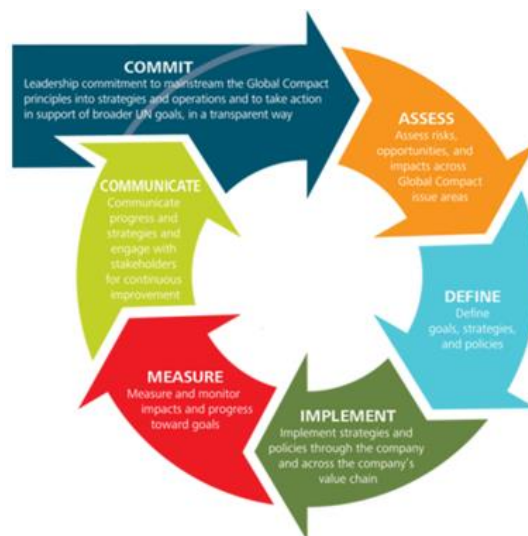 COMMIT
Leadership commitment to mainstream the Global Compact
principles into strategies and operations and to take action
in support of broader UN goals, in a transparent way
ASSESS
Assess risks,
opportunities, and
impacts across
Global Compact
issue areas
DEFINE
Define
goals, strategies,
and policies
IMPLEMENT
Implement strategies and
policies through the company
and across the company's
value chain
MEASURE
Measure and monitor
impacts and progress
toward goals
COMMUNICATE
Communicate
progress and
strategies and
engage with
stakeholders
for continuous
improvement